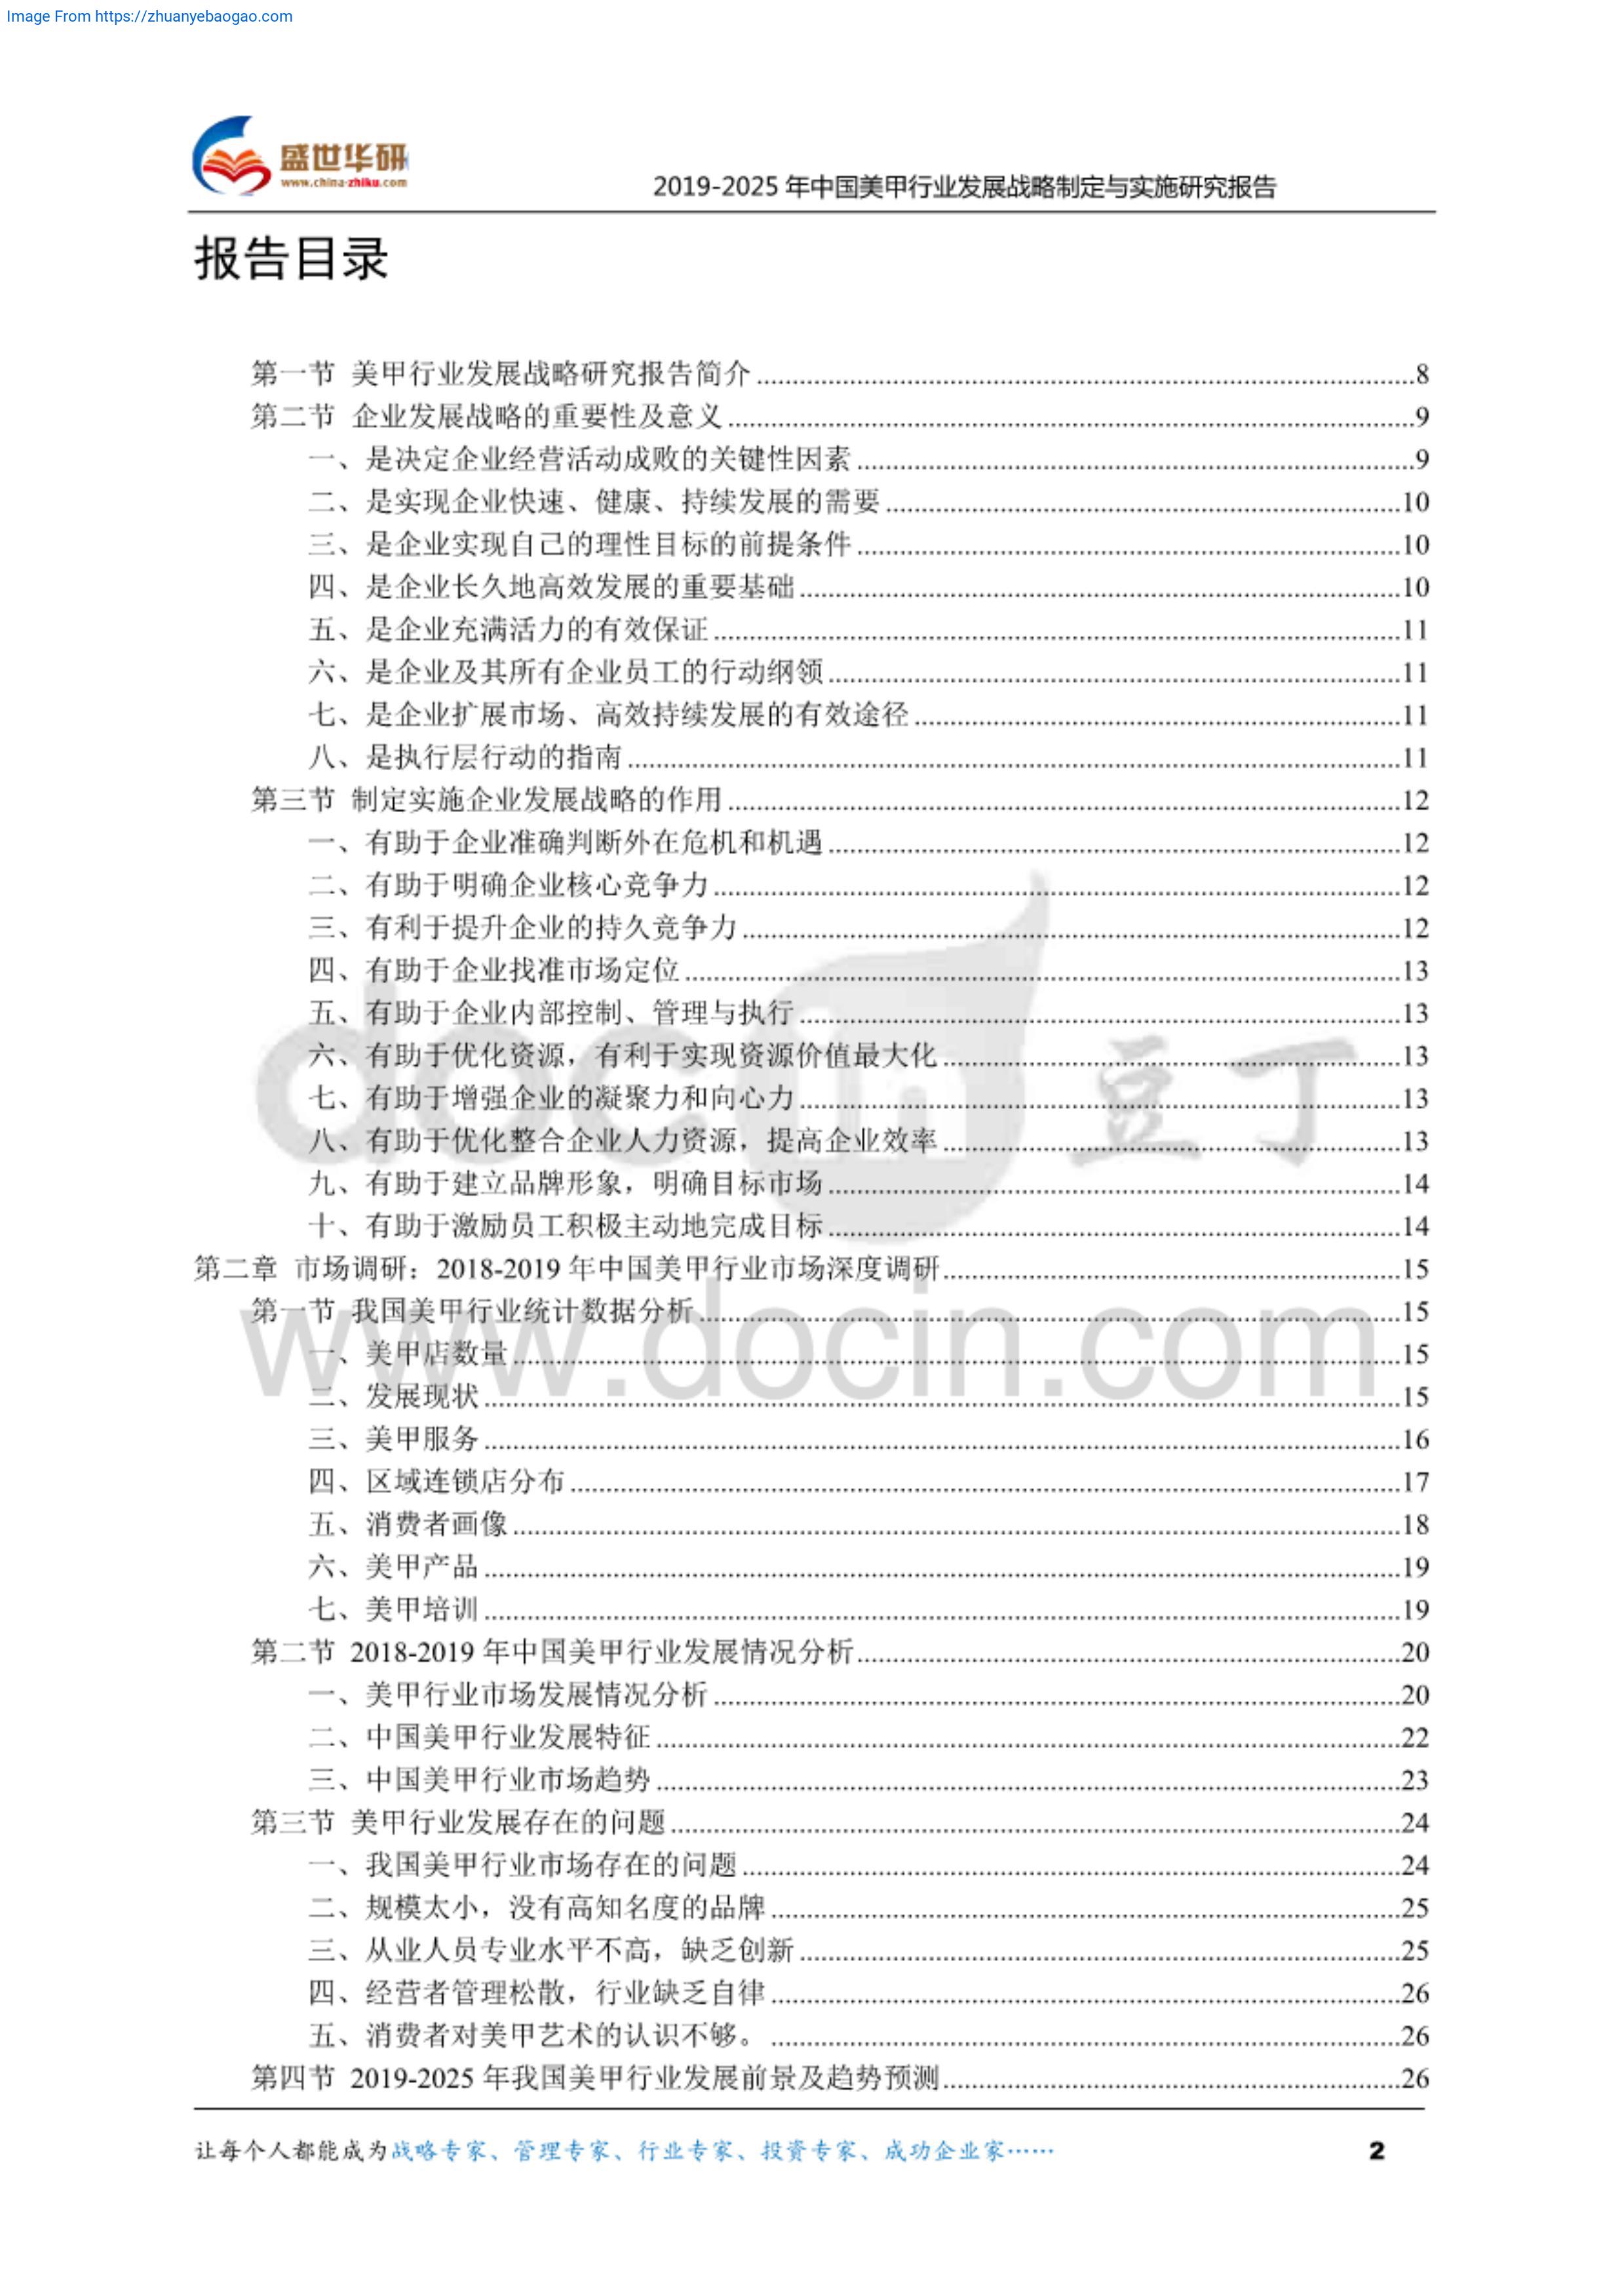 Image From https://zhuanyebaogao.com
盛世华研
www.china-zhiku.com
2019-2025 年中国美甲行业发展战略制定与实施研究报告
报告目录
第一节 美甲行业发展战略研究报告简介........8
第二节 企业发展战略的重要性及意义........9
一、是决定企业经营活动成败的关键性因素........9
二、是实现企业快速、健康、持续发展的需要........10
三、是企业实现自己的理性目标的前提条件........10
四、是企业长久地高效发展的重要基础........10
五、是企业充满活力的有效保证........11
六、是企业及其所有企业员工的行动纲领........11
七、是企业扩展市场、高效持续发展的有效途径........11
八、是执行层行动的指南........11
第三节 制定实施企业发展战略的作用........12
一、有助于企业准确判断外在危机和机遇........12
二、有助于明确企业核心竞争力........12
三、有利于提升企业的持久竞争力........12
四、有助于企业找准市场定位........13
五、有助于企业内部控制、管理与执行........13
六、有助于优化资源，有利于实现资源价值最大化........13
七、有助于增强企业的凝聚力和向心力........13
八、有助于优化整合企业人力资源，提高企业效率........13
九、有助于建立品牌形象，明确目标市场........14
十、有助于激励员工积极主动地完成目标........14
第二章 市场调研：2018-2019 年中国美甲行业市场深度调研........15
第一节 我国美甲行业统计数据分析........15
一、美甲店数量........15
二、发展现状........15
三、美甲服务........16
四、区域连锁店分布........17
五、消费者画像........18
六、美甲产品........19
七、美甲培训........19
第二节 2018-2019 年中国美甲行业发展情况分析........20
一、美甲行业市场发展情况分析........20
二、中国美甲行业发展特征........22
三、中国美甲行业市场趋势........23
第三节 美甲行业发展存在的问题........24
一、我国美甲行业市场存在的问题........24
二、规模太小，没有高知名度的品牌........25
三、从业人员专业水平不高，缺乏创新........25
四、经营者管理松散，行业缺乏自律........26
五、消费者对美甲艺术的认识不够。........26
第四节 2019-2025 年我国美甲行业发展前景及趋势预测........26
docin 豆丁
www.docin.com
让每个人都能成为战略专家、管理专家、行业专家、投资专家、成功企业家…… 2